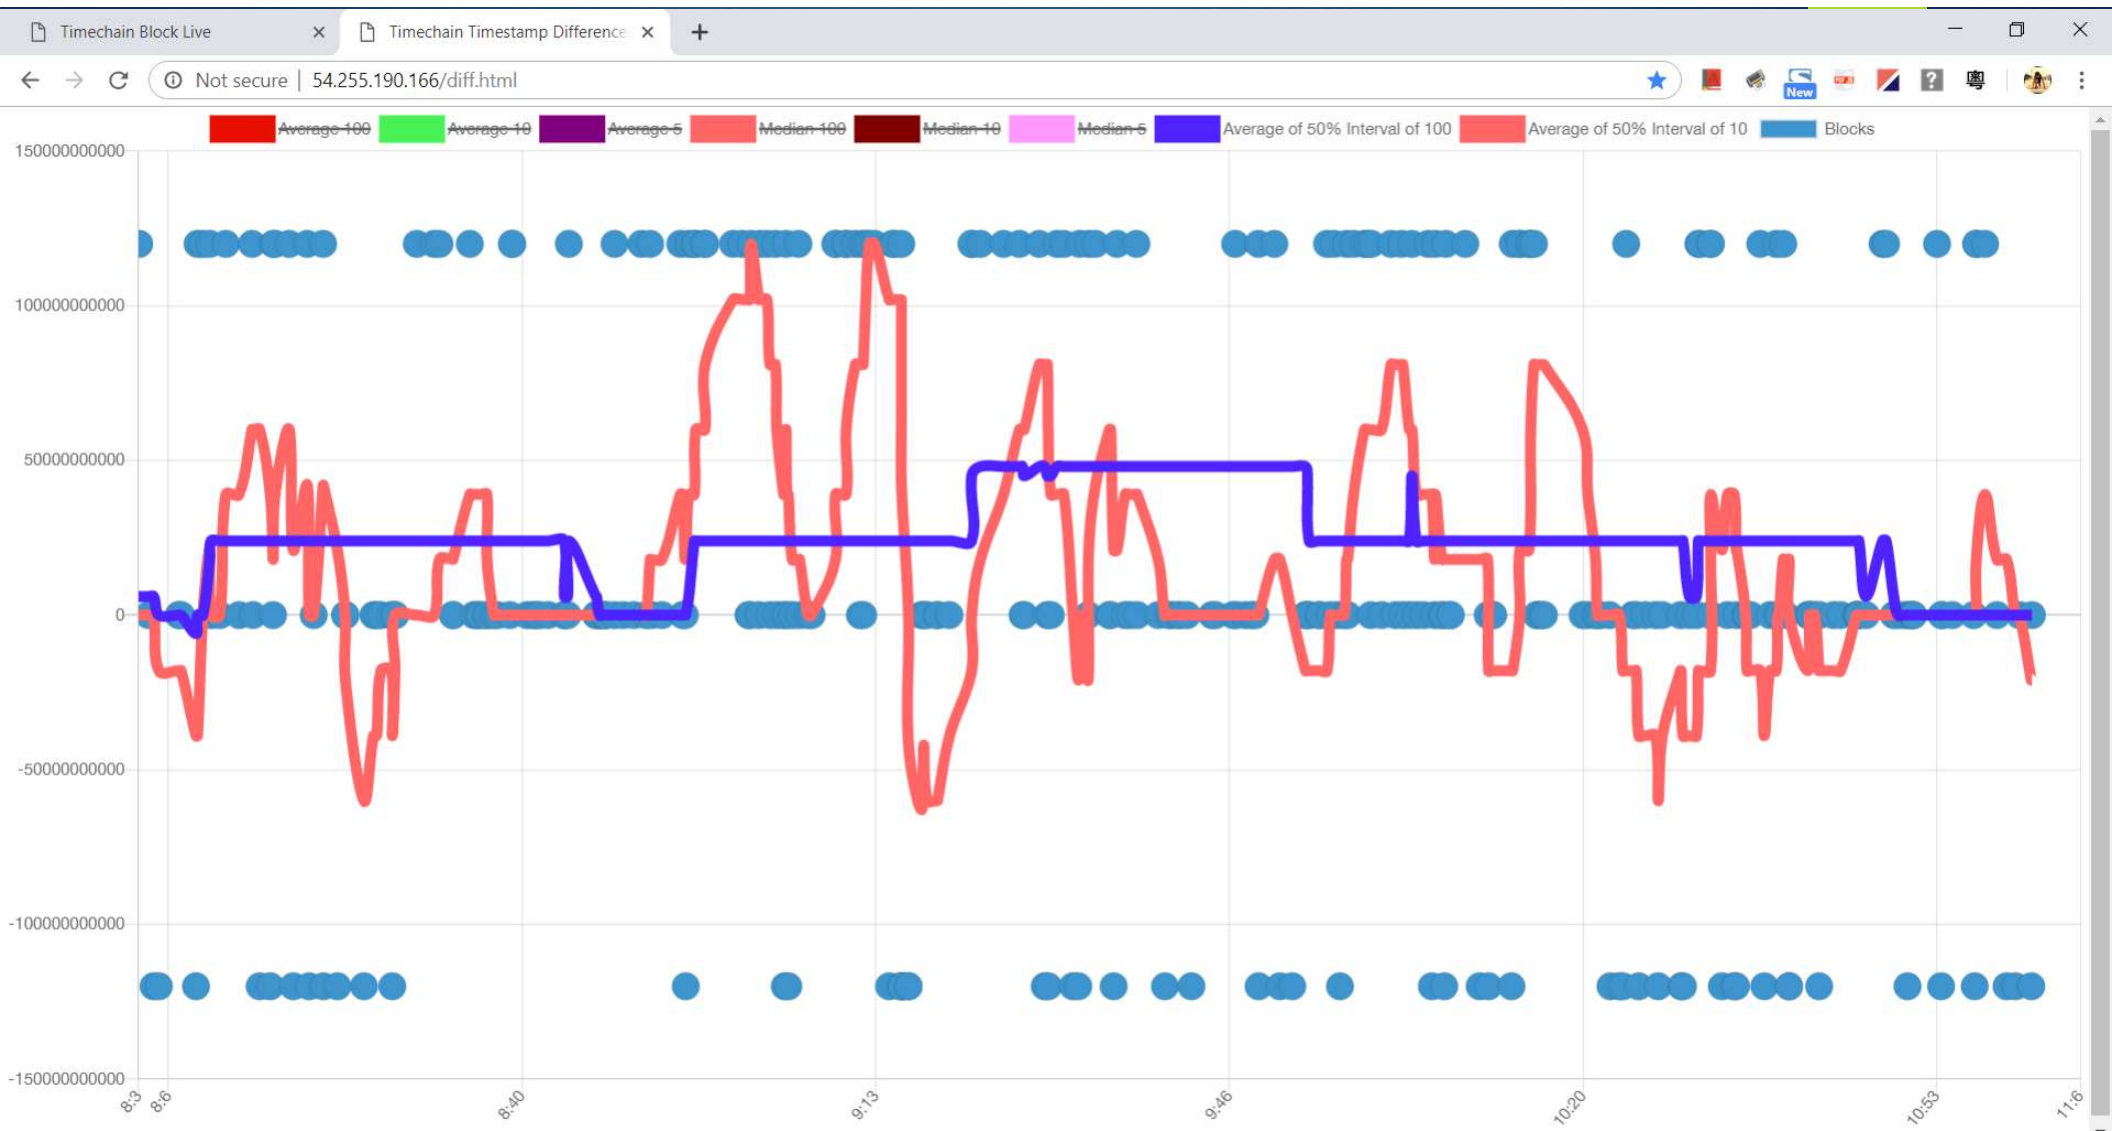 Timechain Block Live
Timechain Timestamp Difference
Not secure | 54.255.190.166/diff.html
New
Average 100 Average 10 Average 5 Median 100 Median 10 Median 5 Average of 50% Interval of 100 Average of 50% Interval of 10 Blocks
150000000000
100000000000
50000000000
0
-50000000000
-100000000000
-150000000000
8:3 8:6 8:40 9:13 9:46 10:20 10:53 11:6